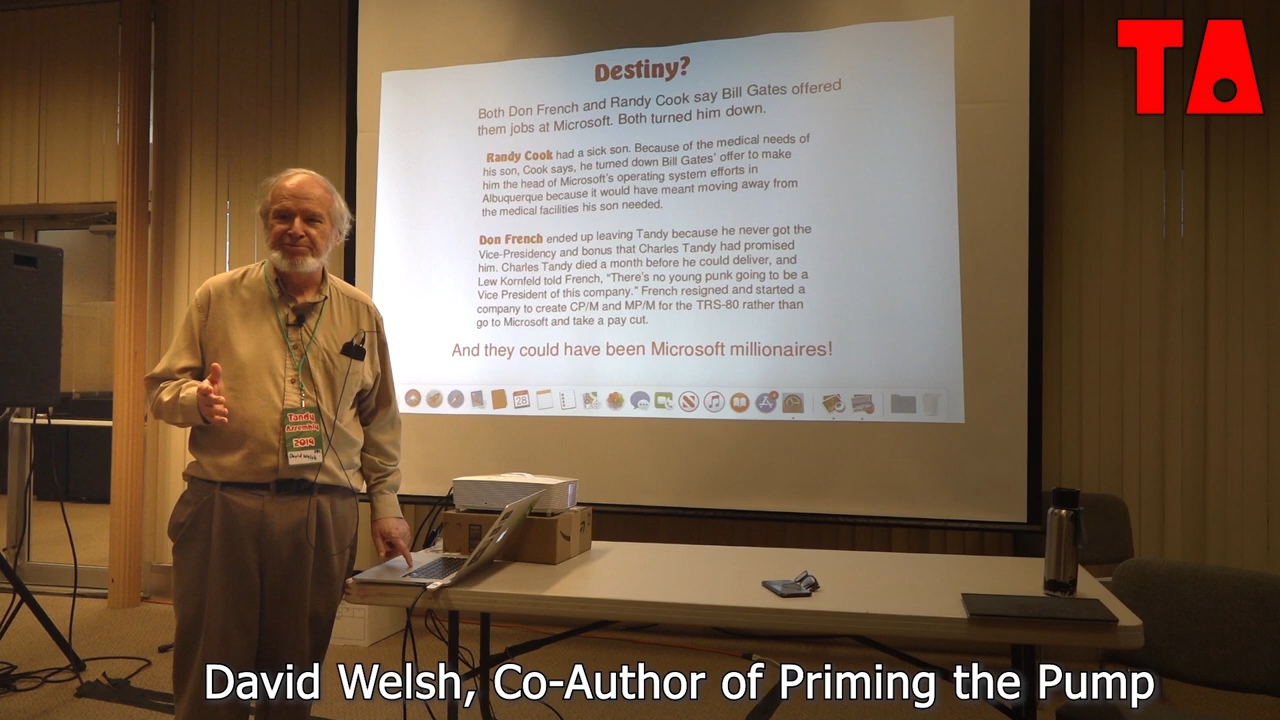 TA
Destiny?
Both Don French and Randy Cook say Bill Gates offered
them jobs at Microsoft. Both turned him down.
Randy Cook had a sick son. Because of the medical needs of
his son, Cook says, he turned down Bill Gates' offer to make
him the head of Microsoft's operating system efforts in
Albuquerque because it would have meant moving away from
the medical facilities his son needed.
Don French ended up leaving Tandy because he never got the
Vice-Presidency and bonus that Charles Tandy had promised
him. Charles Tandy died a month before he could deliver, and
Lew Kornfeld told French, "There's no young punk going to be a
Vice President of this company." French resigned and started a
company to create CP/M and MP/M for the TRS-80 rather than
go to Microsoft and take a pay cut.
And they could have been Microsoft millionaires!
28
Tandy
Assembly
2019
David Welsh
David Welsh, Co-Author of Priming the Pump